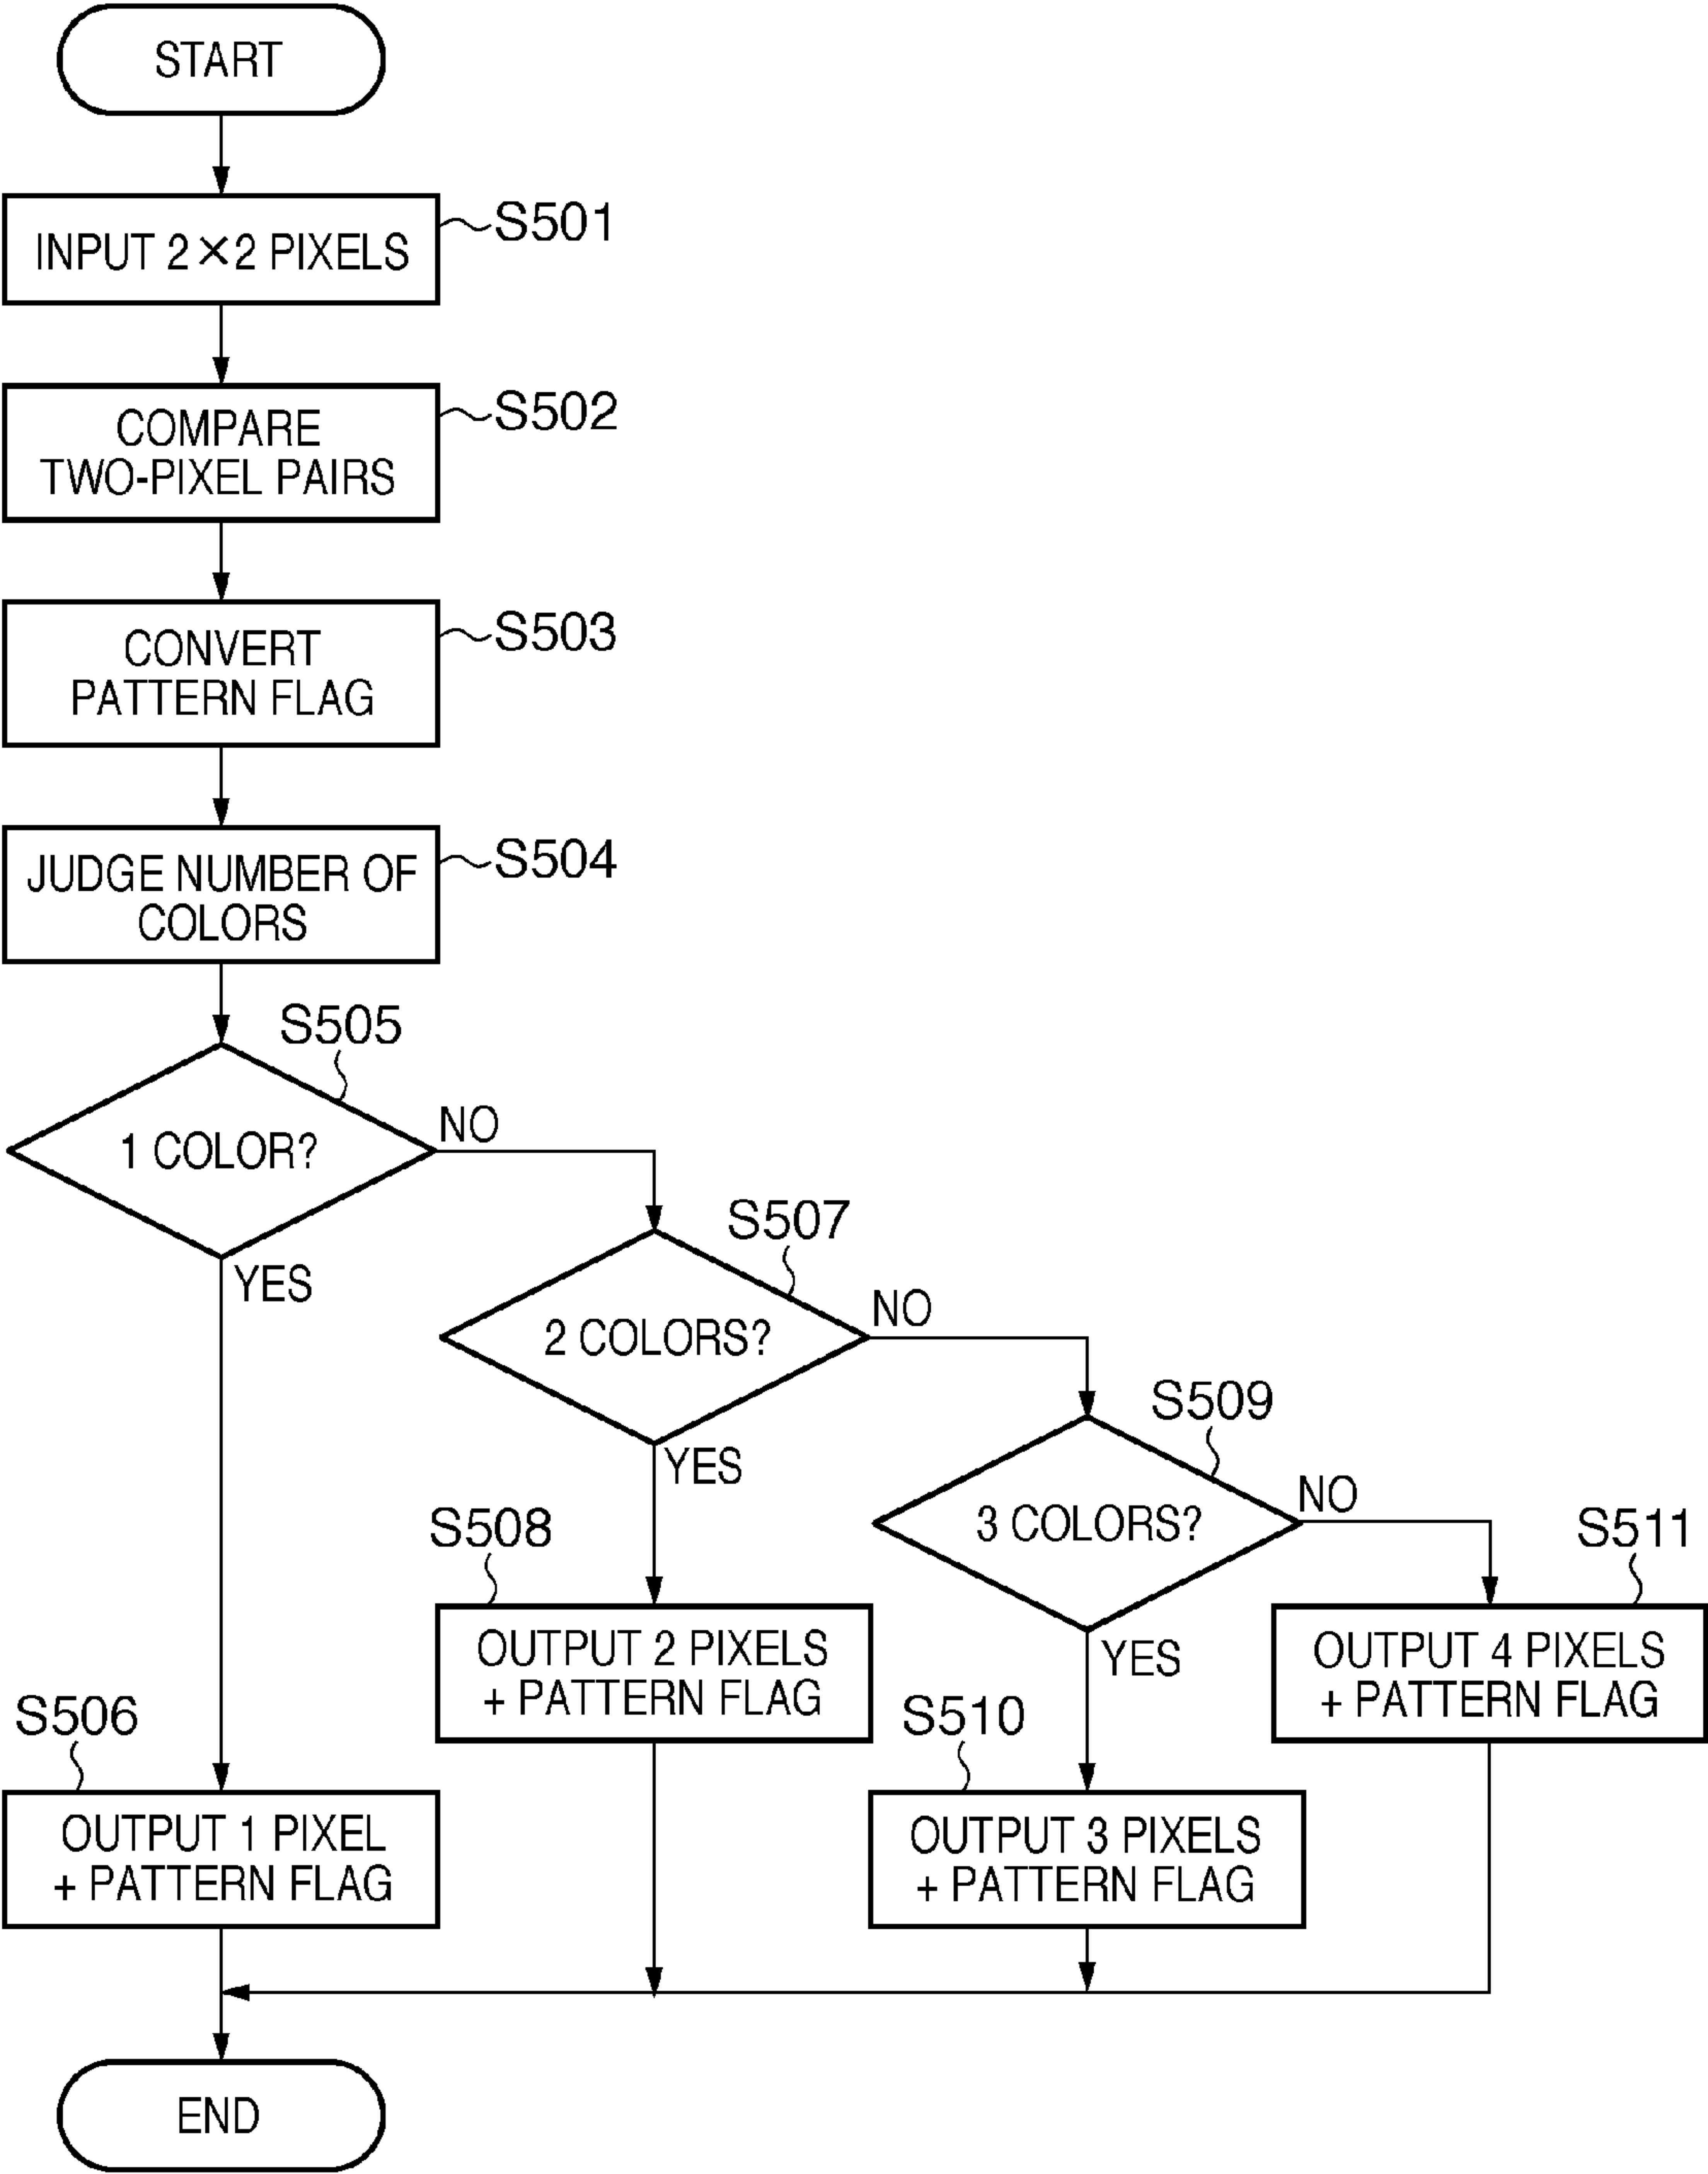 START
INPUT 2×2 PIXELS
S501
COMPARE
TWO-PIXEL PAIRS
S502
CONVERT
PATTERN FLAG
S503
JUDGE NUMBER OF
COLORS
S504
S505
1 COLOR?
NO
YES
S507
2 COLORS?
NO
YES
S509
3 COLORS?
NO
YES
S508
OUTPUT 2 PIXELS
+ PATTERN FLAG
S511
OUTPUT 4 PIXELS
+ PATTERN FLAG
S506
OUTPUT 1 PIXEL
+ PATTERN FLAG
S510
OUTPUT 3 PIXELS
+ PATTERN FLAG
END